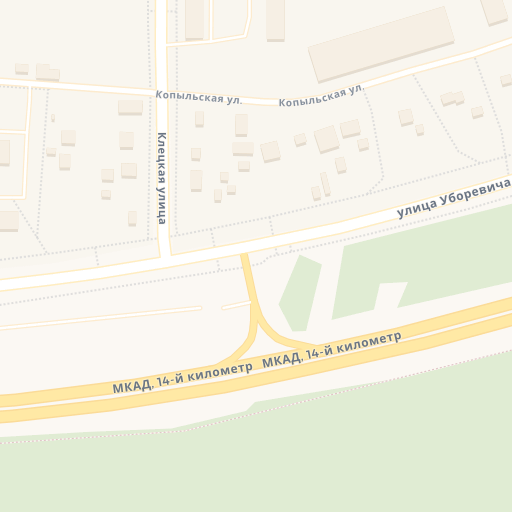 Копыльская ул.
Копыльская ул.
Клецкая улица
улица Уборевича
МКАД, 14-й километр
МКАД, 14-й километр